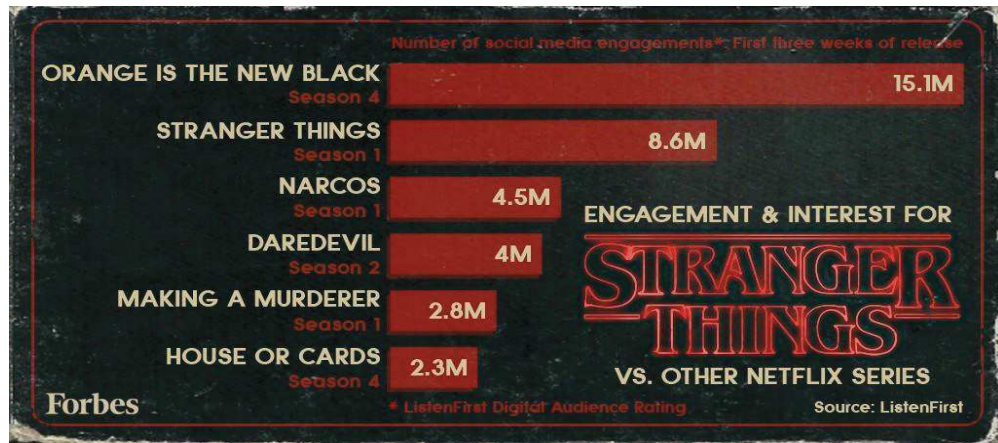 Number of social media engagements*: First three weeks of release
ORANGE IS THE NEW BLACK
Season 4
15.1M
STRANGER THINGS
Season 1
8.6M
NARCOS
Season 1
4.5M
DAREDEVIL
Season 2
4M
MAKING A MURDERER
Season 1
2.8M
HOUSE OR CARDS
Season 4
2.3M
ENGAGEMENT & INTEREST FOR
STRANGER
THINGS
VS. OTHER NETFLIX SERIES
Forbes
* ListenFirst Digital Audience Rating
Source: ListenFirst